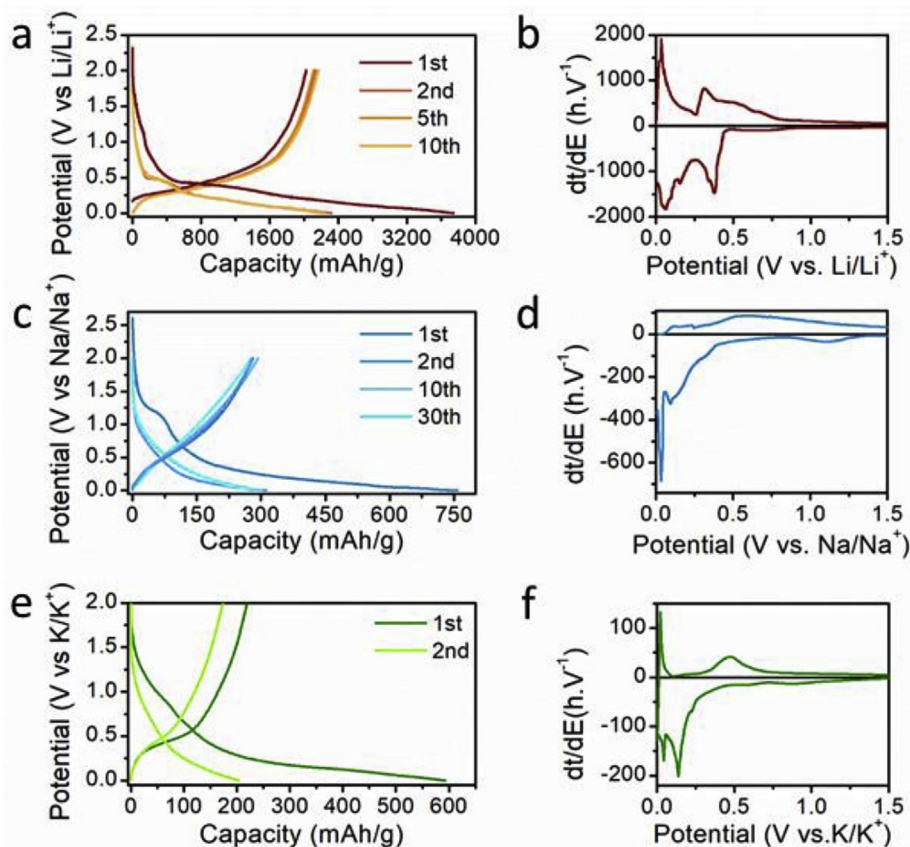 a
Potential (V vs Li/Li⁺)
2.5
2.0
1.5
1.0
0.5
0.0
1st
2nd
5th
10th
0 800 1600 2400 3200 4000
Capacity (mAh/g)
b
dt/dE (h.V⁻¹)
2000
1000
0
-1000
-2000
0.0 0.5 1.0 1.5
Potential (V vs. Li/Li⁺)
c
Potential (V vs Na/Na⁺)
2.5
2.0
1.5
1.0
0.5
0.0
1st
2nd
10th
30th
0 150 300 450 600 750
Capacity (mAh/g)
d
dt/dE (h.V⁻¹)
0
-200
-400
-600
0.0 0.5 1.0 1.5
Potential (V vs. Na/Na⁺)
e
Potential (V vs K/K⁺)
2.0
1.5
1.0
0.5
0.0
1st
2nd
0 100 200 300 400 500 600
Capacity (mAh/g)
f
dt/dE(h.V⁻¹)
100
0
-100
-200
0.0 0.5 1.0 1.5
Potential (V vs.K/K⁺)